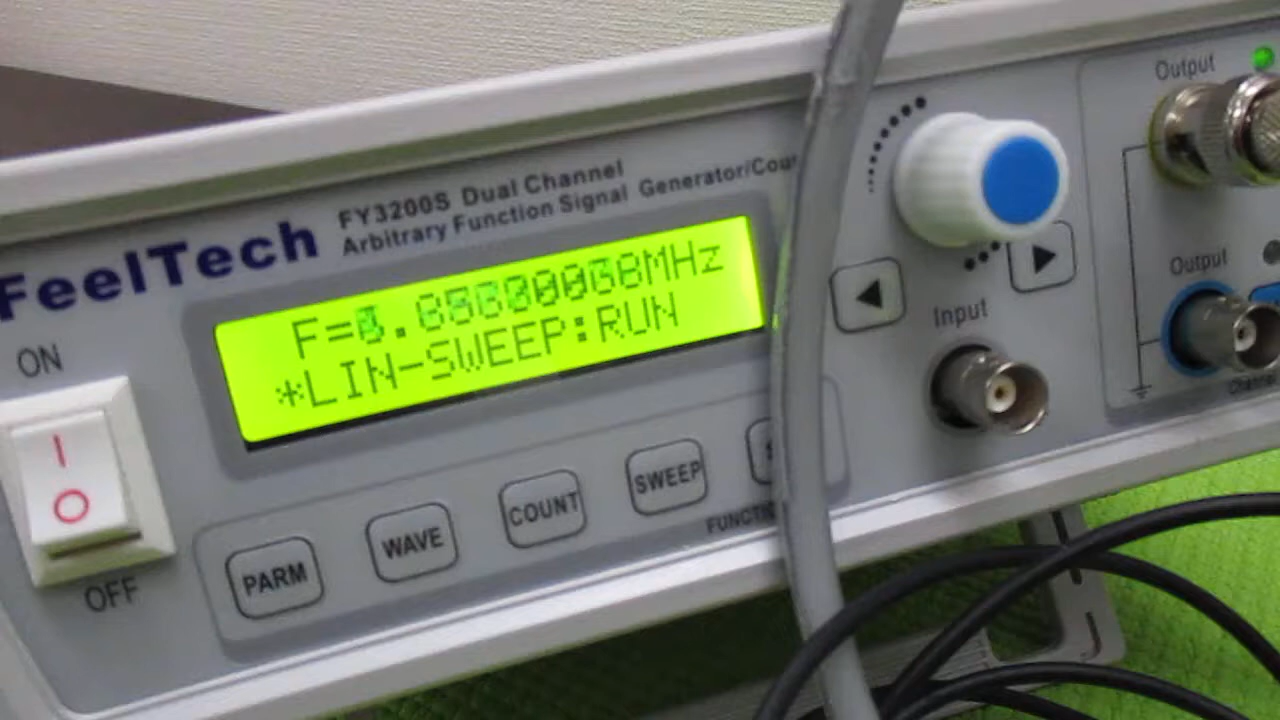 FeelTech
FY3200S Dual Channel
Arbitrary Function Signal Generator/Cou
*LIN-SWEEP:RUN
ON
OFF
PARM
WAVE
COUNT
SWEEP
Input
Output
Output